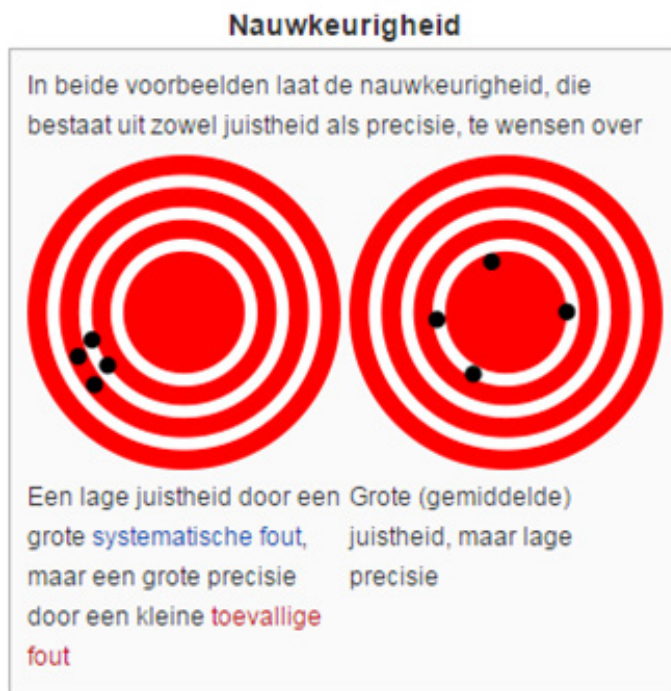 Nauwkeurigheid
In beide voorbeelden laat de nauwkeurigheid, die
bestaat uit zowel juistheid als precisie, te wensen over
Een lage juistheid door een
grote systematische fout,
maar een grote precisie
door een kleine toevallige
fout
Grote (gemiddelde)
juistheid, maar lage
precisie